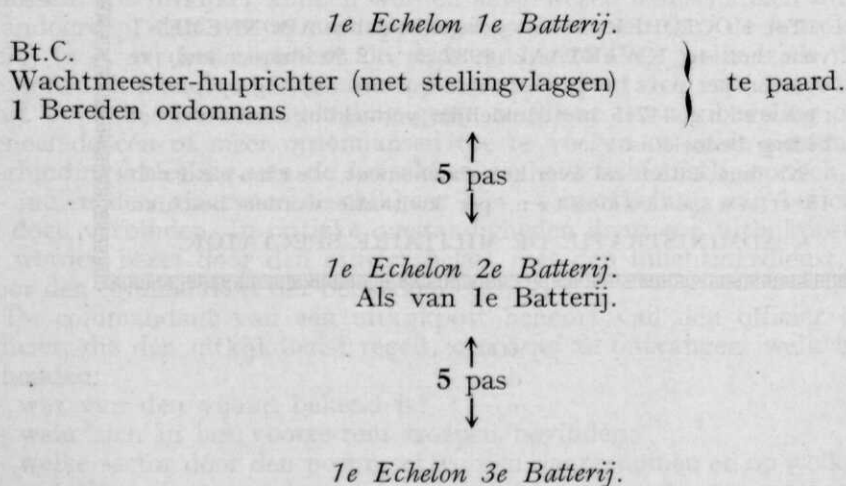 1e Echelon 1e Batterij.
Bt.C.
Wachtmeester-hulprichter (met stellingvlaggen) } te paard.
1 Bereden ordonnans
↑
5 pas
↓
1e Echelon 2e Batterij.
Als van 1e Batterij.
↑
5 pas
↓
1e Echelon 3e Batterij.